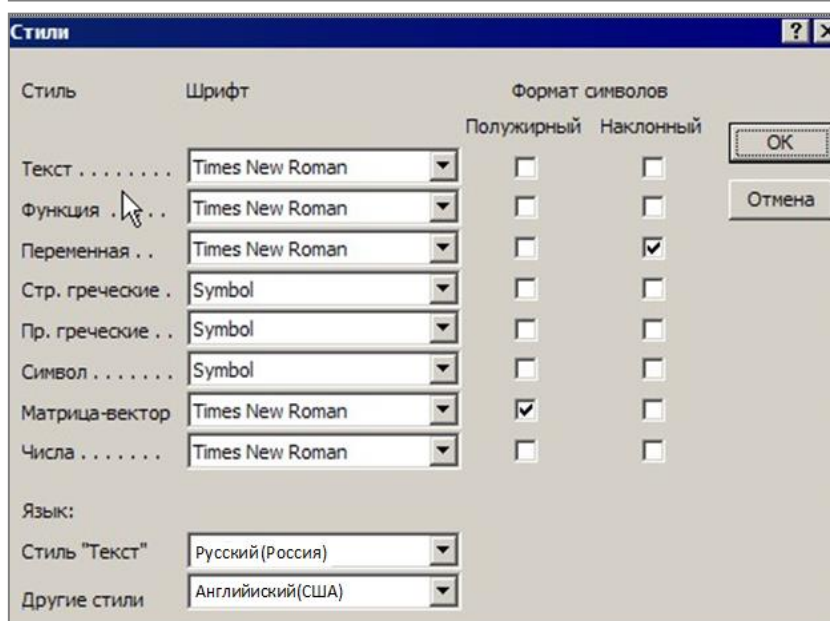 Стили
Стиль Шрифт Формат символов
Полужирный Наклонный
OK
Текст . . . . . . . . Times New Roman
Функция . . . Times New Roman
Отмена
Переменная . . Times New Roman
Стр. греческие . Symbol
Пр. греческие . . Symbol
Символ . . . . . . . Symbol
Матрица-вектор Times New Roman
Числа . . . . . . . Times New Roman
Язык:
Стиль "Текст" Русский(Россия)
Другие стили Английиский(США)